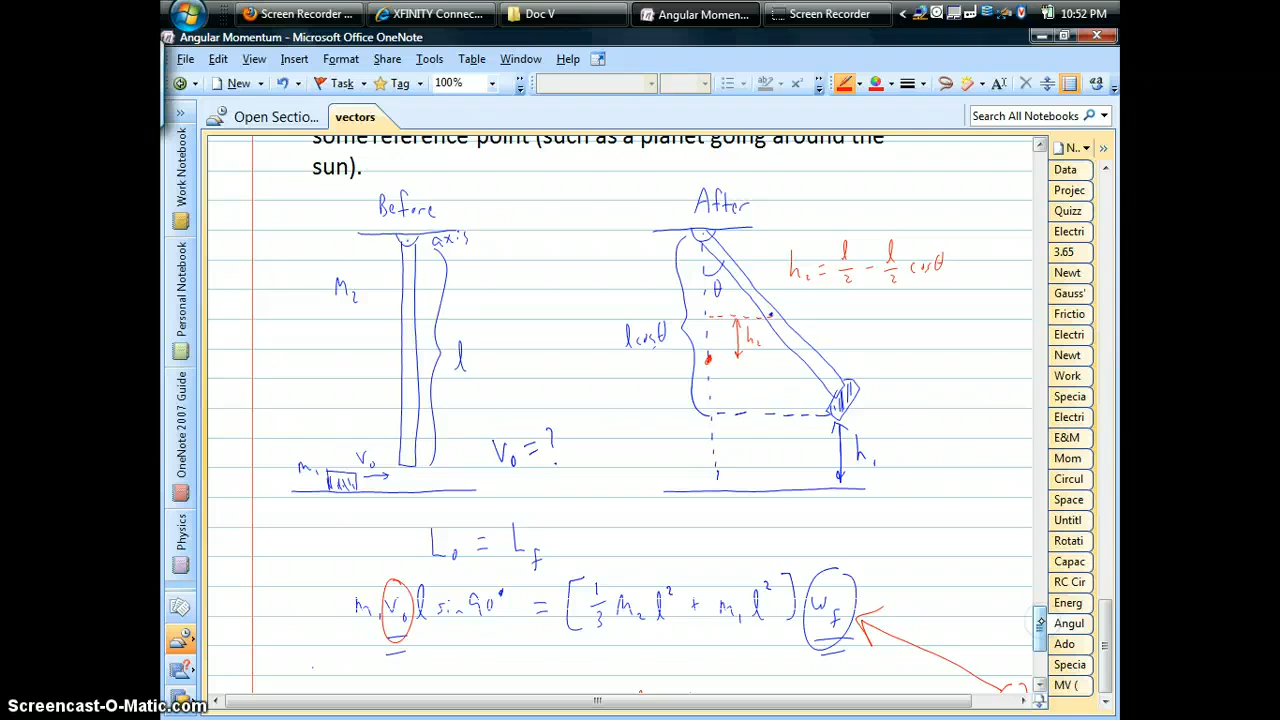 Screen Recorder ...
XFINITY Connec...
Doc V
Angular Momen...
Screen Recorder
10:52 PM
Angular Momentum - Microsoft Office OneNote
File Edit View Insert Format Share Tools Table Window Help
New Task Tag 100%
Open Sectio...
vectors
Search All Notebooks
Work Notebook
Personal Notebook
OneNote 2007 Guide
Physics
some reference point (such as a planet going around the
sun).
Before
After
axis
M₂
l
h₂ = l/2 - l/2 cosθ
θ
l cosθ
h₂
m₁
v₀
v₀ = ?
h₁
L₀ = L_f
m₁ v₀ l sin 90° = [1/3 M₂ l² + m₁ l²] ω_f
N..
Data
Projec
Quizz
Electri
3.65
Newt
Gauss'
Frictio
Electri
Newt
Work
Specia
Electri
E&M
Mom
Circul
Space
Untitl
Rotati
Capac
RC Cir
Energ
Angul
Ado
Specia
MV (
Screencast-O-Matic.com